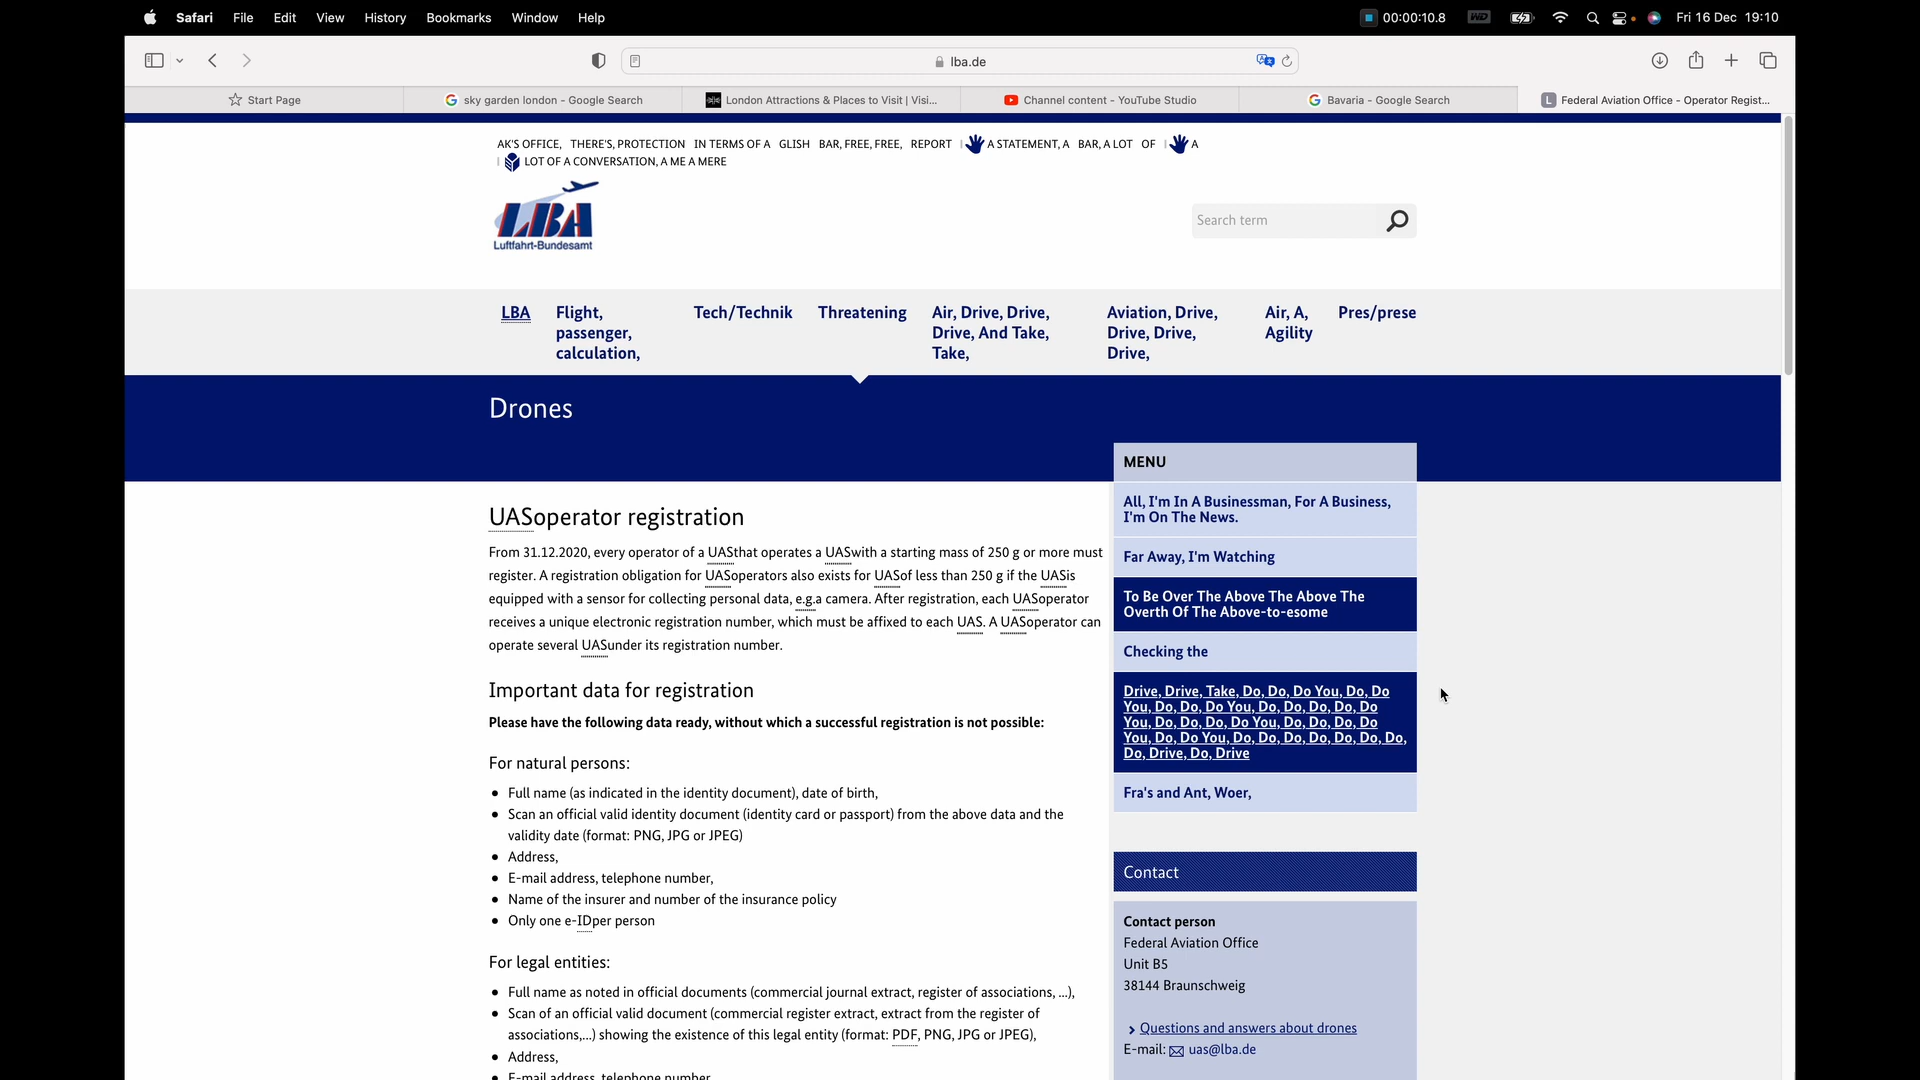 Safari File Edit View History Bookmarks Window Help 00:00:10.8 WD Fri 16 Dec 19:10
lba.de
Start Page
sky garden london - Google Search
London Attractions & Places to Visit | Visi...
Channel content - YouTube Studio
Bavaria - Google Search
L Federal Aviation Office - Operator Regist...
AK'S OFFICE, THERE'S, PROTECTION IN TERMS OF A GLISH BAR, FREE, FREE, REPORT | A STATEMENT, A BAR, A LOT OF | A
| LOT OF A CONVERSATION, A ME A MERE
LBA
Luftfahrt-Bundesamt
Search term
LBA
Flight,
passenger,
calculation,
Tech/Technik
Threatening
Air, Drive, Drive,
Drive, And Take,
Take,
Aviation, Drive,
Drive, Drive,
Drive,
Air, A,
Agility
Pres/prese
Drones
UASoperator registration
From 31.12.2020, every operator of a UASthat operates a UASwith a starting mass of 250 g or more must
register. A registration obligation for UASoperators also exists for UASof less than 250 g if the UASis
equipped with a sensor for collecting personal data, e.g.a camera. After registration, each UASoperator
receives a unique electronic registration number, which must be affixed to each UAS. A UASoperator can
operate several UASunder its registration number.
Important data for registration
Please have the following data ready, without which a successful registration is not possible:
For natural persons:
• Full name (as indicated in the identity document), date of birth,
• Scan an official valid identity document (identity card or passport) from the above data and the
validity date (format: PNG, JPG or JPEG)
• Address,
• E-mail address, telephone number,
• Name of the insurer and number of the insurance policy
• Only one e-IDper person
For legal entities:
• Full name as noted in official documents (commercial journal extract, register of associations, ...),
• Scan of an official valid document (commercial register extract, extract from the register of
associations,...) showing the existence of this legal entity (format: PDF, PNG, JPG or JPEG),
• Address,
• E-mail address, telephone number
MENU
All, I'm In A Businessman, For A Business,
I'm On The News.
Far Away, I'm Watching
To Be Over The Above The Above The
Overth Of The Above-to-esome
Checking the
Drive, Drive, Take, Do, Do, Do You, Do, Do
You, Do, Do, Do You, Do, Do, Do, Do, Do
You, Do, Do, Do, Do You, Do, Do, Do, Do
You, Do, Do You, Do, Do, Do, Do, Do, Do, Do,
Do, Drive, Do, Drive
Fra's and Ant, Woer,
Contact
Contact person
Federal Aviation Office
Unit B5
38144 Braunschweig
Questions and answers about drones
E-mail: uas@lba.de